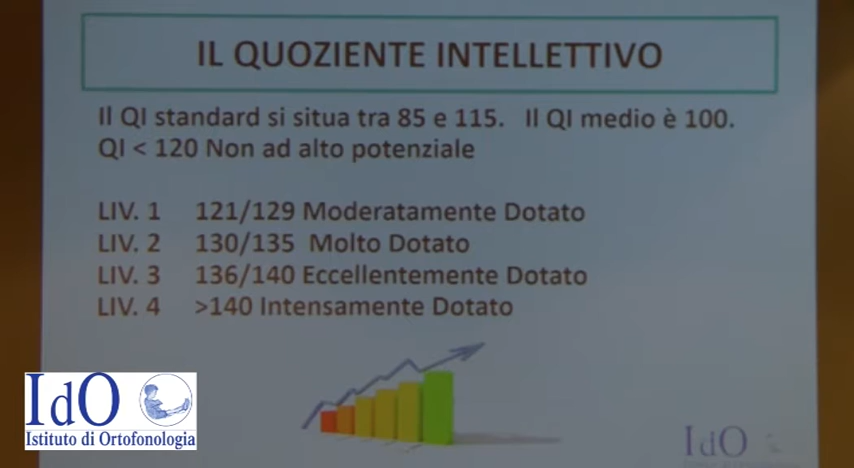 IL QUOZIENTE INTELLETTIVO
Il QI standard si situa tra 85 e 115. Il QI medio è 100.
QI < 120 Non ad alto potenziale
LIV. 1 121/129 Moderatamente Dotato
LIV. 2 130/135 Molto Dotato
LIV. 3 136/140 Eccellentemente Dotato
LIV. 4 >140 Intensamente Dotato
IdO
Istituto di Ortofonologia
IdO